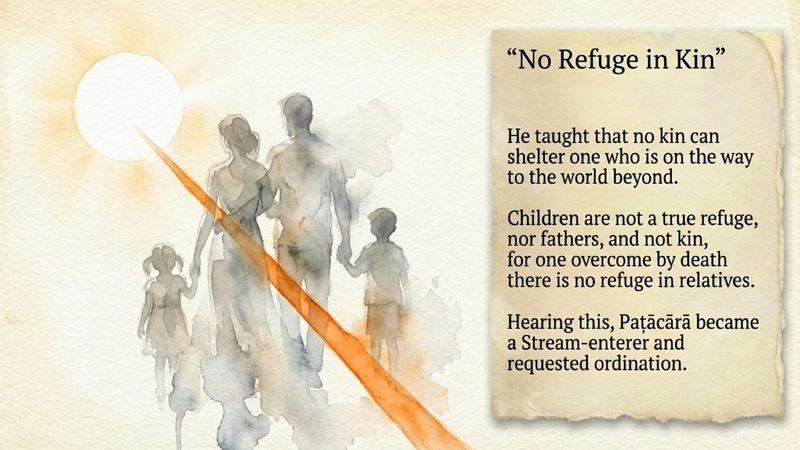 “No Refuge in Kin”
He taught that no kin can
shelter one who is on the way
to the world beyond.
Children are not a true refuge,
nor fathers, and not kin,
for one overcome by death
there is no refuge in relatives.
Hearing this, Paṭācārā became
a Stream-enterer and
requested ordination.